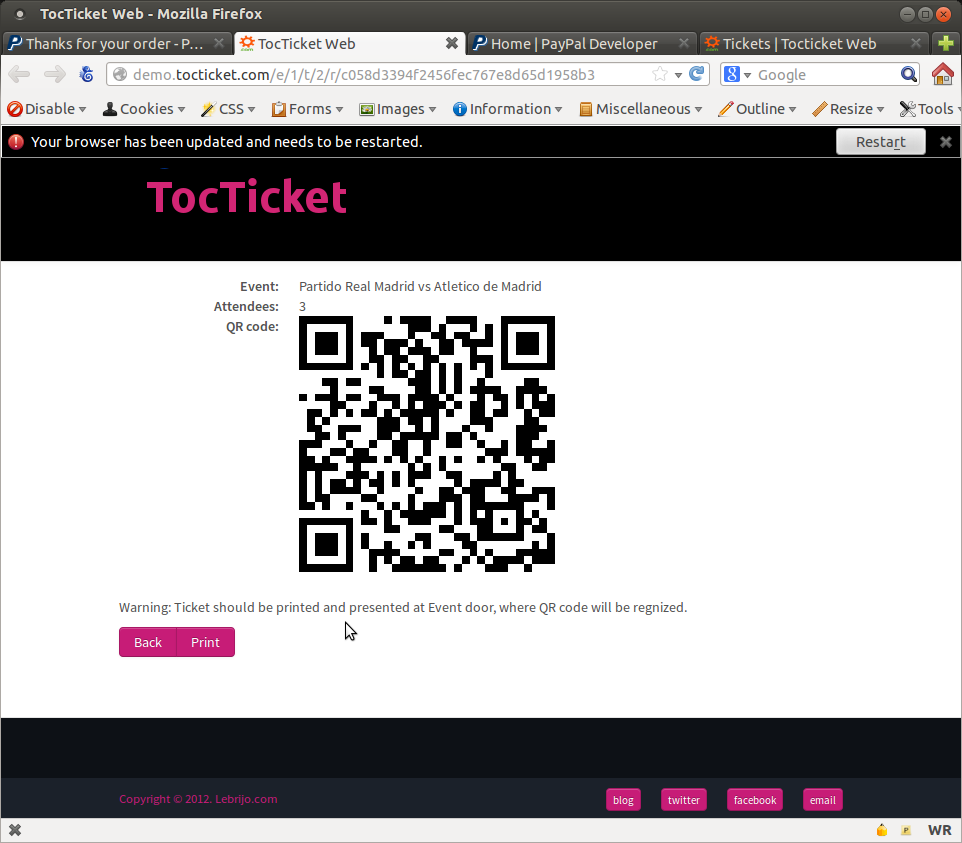 TocTicket Web - Mozilla Firefox
Thanks for your order - P... TocTicket Web Home | PayPal Developer Tickets | Tocticket Web
demo.tocticket.com/e/1/t/2/r/c058d3394f2456fec767e8d65d1958b3 Google
Disable Cookies CSS Forms Images Information Miscellaneous Outline Resize Tools
Your browser has been updated and needs to be restarted. Restart
TocTicket
Event: Partido Real Madrid vs Atletico de Madrid
Attendees: 3
QR code:
Warning: Ticket should be printed and presented at Event door, where QR code will be regnized.
Back Print
Copyright © 2012. Lebrijo.com blog twitter facebook email
WR